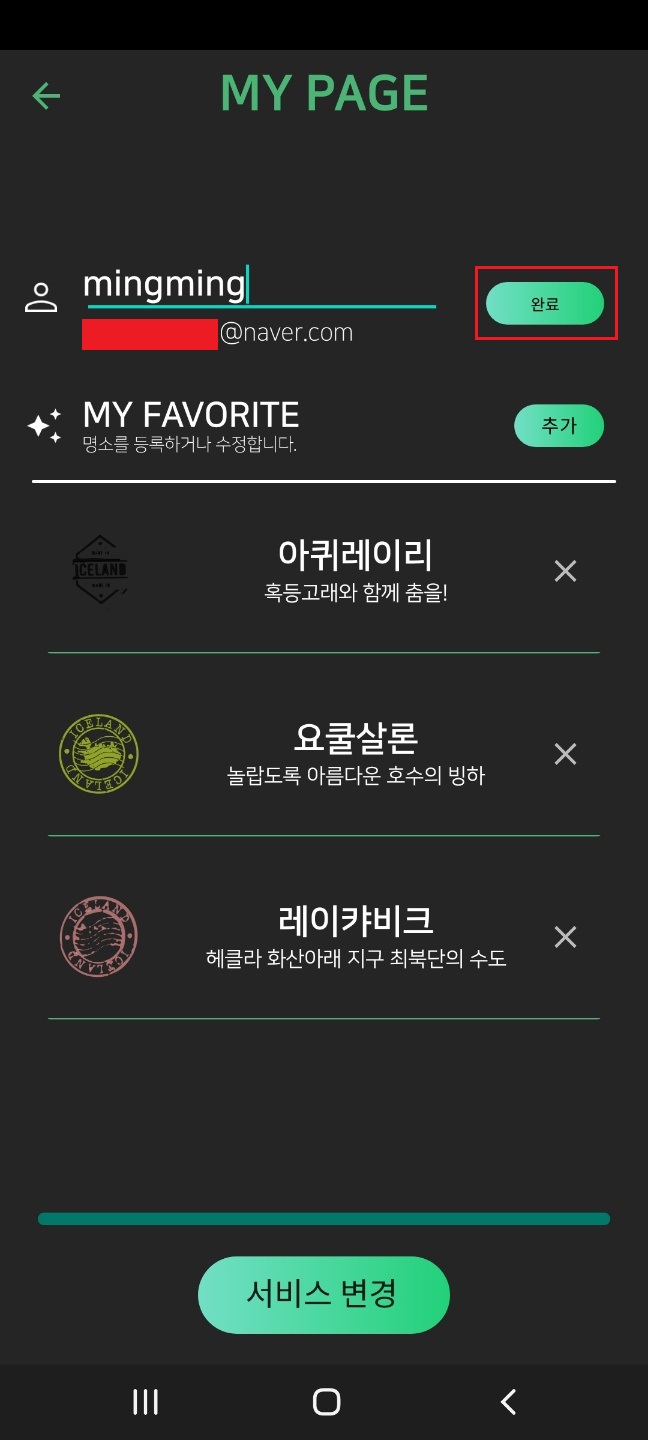 MY PAGE
mingming
완료
@naver.com
MY FAVORITE
명소를 등록하거나 수정합니다.
추가
ICELAND
아퀴레이리
혹등고래와 함께 춤을!
ICELAND
ICELAND
요쿨살론
놀랍도록 아름다운 호수의 빙하
ICELAND
ICELAND
레이캬비크
헤클라 화산아래 지구 최북단의 수도
서비스 변경